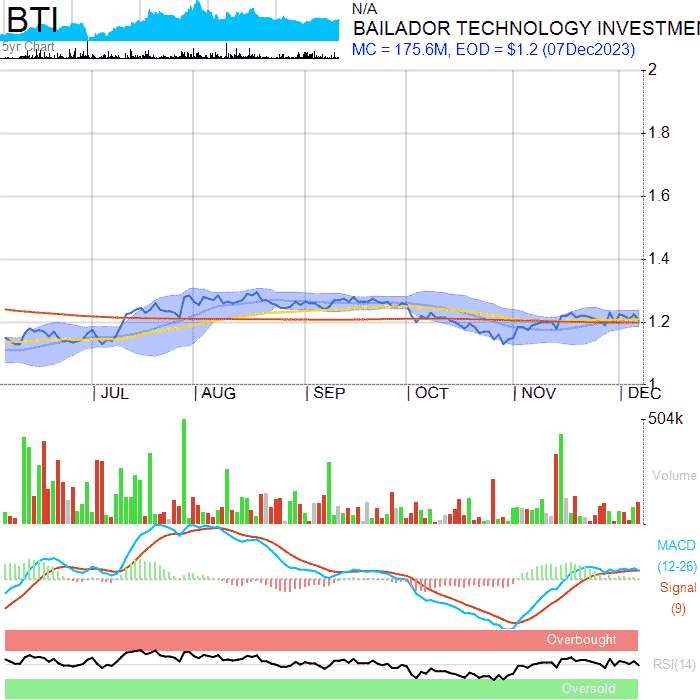 BTI
5yr Chart
N/A
BAILADOR TECHNOLOGY INVESTMEN
MC = 175.6M, EOD = $1.2 (07Dec2023)
2
1.8
1.6
1.4
1.2
1
JUL AUG SEP OCT NOV DEC
504k
Volume
MACD
(12-26)
Signal
(9)
Overbought
RSI(14)
Oversold